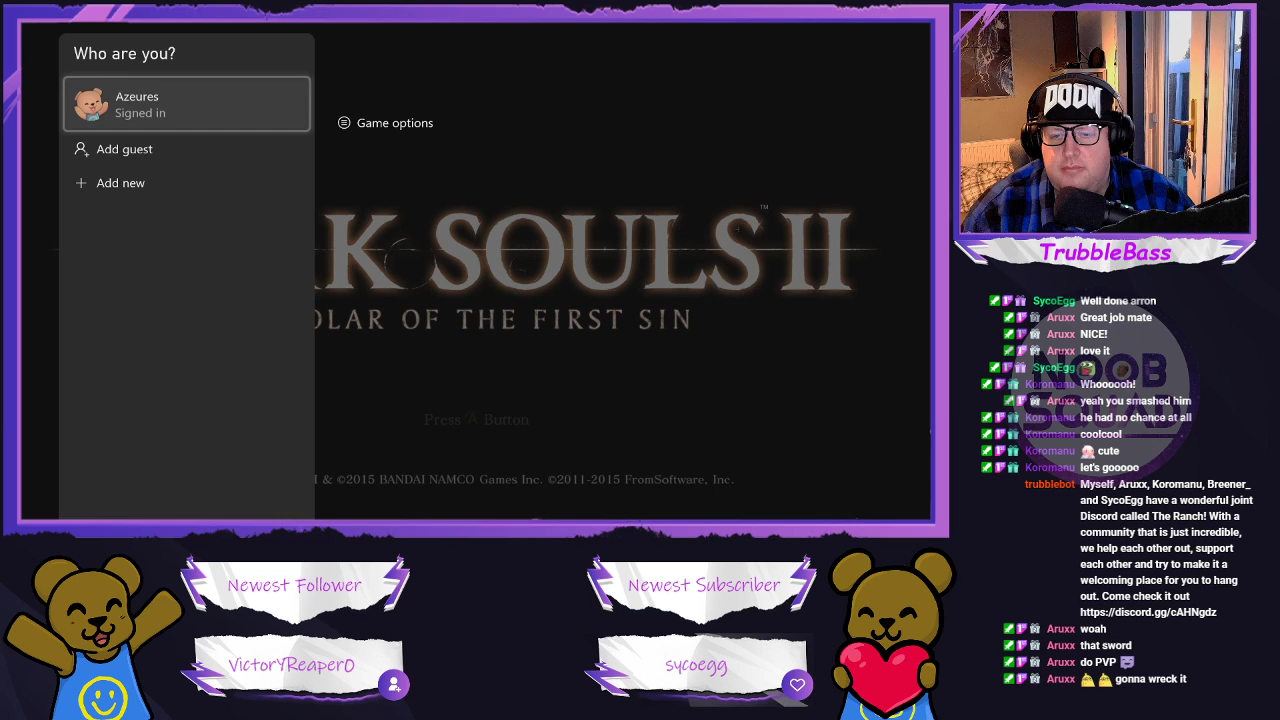 Who are you?
Azeures
Signed in
Add guest
Add new
Game options
RK SOULS II
™
OLAR OF THE FIRST SIN
Press A Button
I & ©2015 BANDAI NAMCO Games Inc. ©2011-2015 FromSoftware, Inc.
DOOM
TrubbleBass
SycoEgg Well done arron
Aruxx Great job mate
Aruxx NICE!
Aruxx love it
SycoEgg
Koromanu Whoooooh!
Aruxx yeah you smashed him
Koromanu he had no chance at all
Koromanu coolcool
Koromanu cute
Koromanu let's gooooo
NOOB
SQUAD
trubblebot Myself, Aruxx, Koromanu, Breener_
and SycoEgg have a wonderful joint
Discord called The Ranch! With a
community that is just incredible,
we help each other out, support
each other and try to make it a
welcoming place for you to hang
out. Come check it out
https://discord.gg/cAHNgdz
Aruxx woah
Aruxx that sword
Aruxx do PVP
Aruxx gonna wreck it
Newest Follower
VictorYReaper0
Newest Subscriber
sycoegg